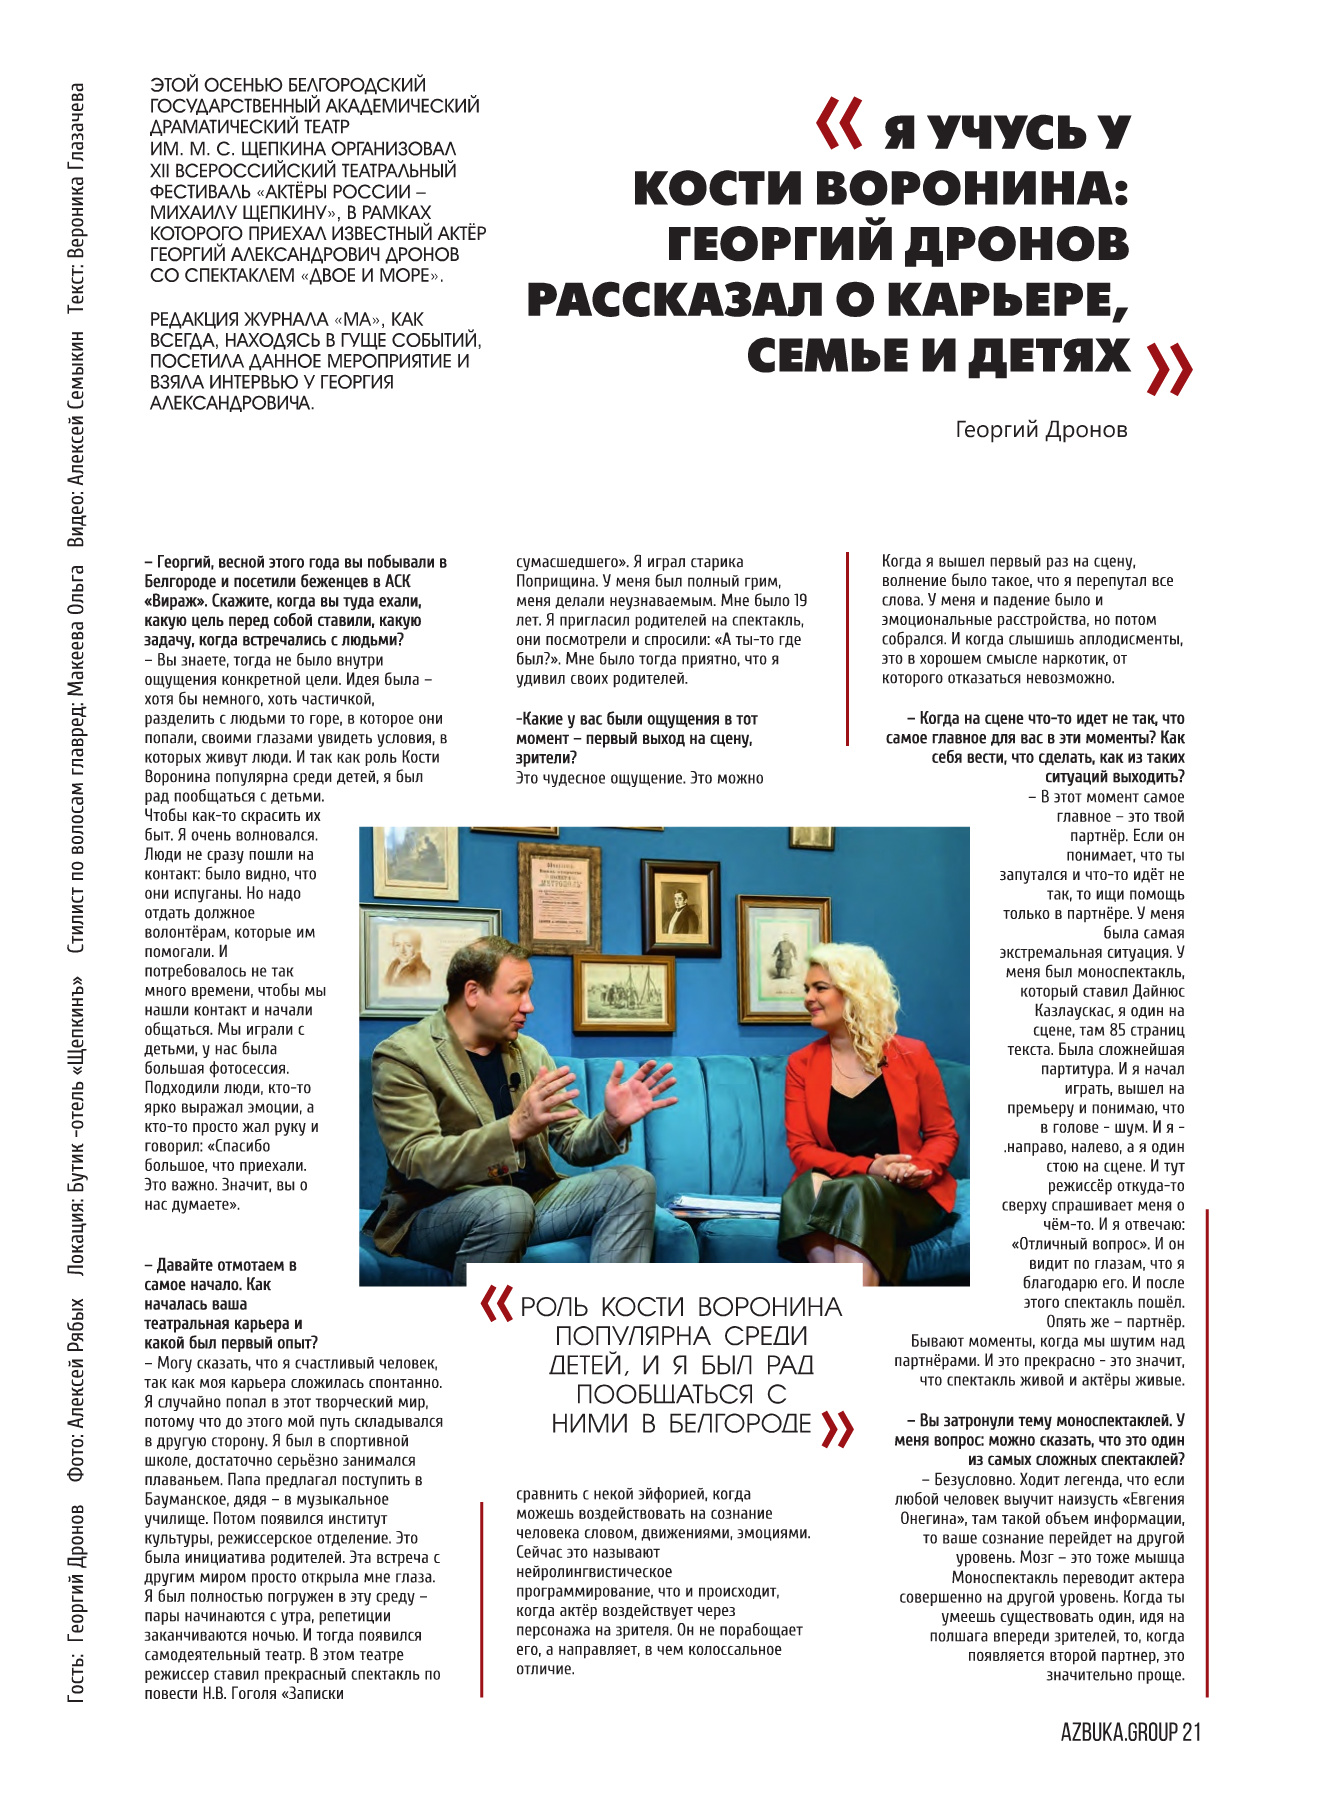 ЭТОЙ ОСЕНЬЮ БЕЛГОРОДСКИЙ
ГОСУДАРСТВЕННЫЙ АКАДЕМИЧЕСКИЙ
ДРАМАТИЧЕСКИЙ ТЕАТР
ИМ. М. С. ЩЕПКИНА ОРГАНИЗОВАЛ
XII ВСЕРОССИЙСКИЙ ТЕАТРАЛЬНЫЙ
ФЕСТИВАЛЬ «АКТЁРЫ РОССИИ –
МИХАИЛУ ЩЕПКИНУ», В РАМКАХ
КОТОРОГО ПРИЕХАЛ ИЗВЕСТНЫЙ АКТЁР
ГЕОРГИЙ АЛЕКСАНДРОВИЧ ДРОНОВ
СО СПЕКТАКЛЕМ «ДВОЕ И МОРЕ».
РЕДАКЦИЯ ЖУРНАЛА «МА», КАК
ВСЕГДА, НАХОДЯСЬ В ГУЩЕ СОБЫТИЙ,
ПОСЕТИЛА ДАННОЕ МЕРОПРИЯТИЕ И
ВЗЯЛА ИНТЕРВЬЮ У ГЕОРГИЯ
АЛЕКСАНДРОВИЧА.
« Я УЧУСЬ У
КОСТИ ВОРОНИНА:
ГЕОРГИЙ ДРОНОВ
РАССКАЗАЛ О КАРЬЕРЕ,
СЕМЬЕ И ДЕТЯХ »
Георгий Дронов
Гость: Георгий Дронов Фото: Алексей Рябых Локация: Бутик -отель «Щепкинъ» Стилист по волосам главред: Макеева Ольга Видео: Алексей Семыкин Текст: Вероника Глазачева
– Георгий, весной этого года вы побывали в
Белгороде и посетили беженцев в АСК
«Вираж». Скажите, когда вы туда ехали,
какую цель перед собой ставили, какую
задачу, когда встречались с людьми?
– Вы знаете, тогда не было внутри
ощущения конкретной цели. Идея была –
хотя бы немного, хоть частичкой,
разделить с людьми то горе, в которое они
попали, своими глазами увидеть условия, в
которых живут люди. И так как роль Кости
Воронина популярна среди детей, я был
рад пообщаться с детьми.
Чтобы как-то скрасить их
быт. Я очень волновался.
Люди не сразу пошли на
контакт: было видно, что
они испуганы. Но надо
отдать должное
волонтёрам, которые им
помогали. И
потребовалось не так
много времени, чтобы мы
нашли контакт и начали
общаться. Мы играли с
детьми, у нас была
большая фотосессия.
Подходили люди, кто-то
ярко выражал эмоции, а
кто-то просто жал руку и
говорил: «Спасибо
большое, что приехали.
Это важно. Значит, вы о
нас думаете».
– Давайте отмотаем в
самое начало. Как
началась ваша
театральная карьера и
какой был первый опыт?
– Могу сказать, что я счастливый человек,
так как моя карьера сложилась спонтанно.
Я случайно попал в этот творческий мир,
потому что до этого мой путь складывался
в другую сторону. Я был в спортивной
школе, достаточно серьёзно занимался
плаваньем. Папа предлагал поступить в
Бауманское, дядя – в музыкальное
училище. Потом появился институт
культуры, режиссерское отделение. Это
была инициатива родителей. Эта встреча с
другим миром просто открыла мне глаза.
Я был полностью погружен в эту среду –
пары начинаются с утра, репетиции
заканчиваются ночью. И тогда появился
самодеятельный театр. В этом театре
режиссер ставил прекрасный спектакль по
повести Н.В. Гоголя «Записки
сумасшедшего». Я играл старика
Поприщина. У меня был полный грим,
меня делали неузнаваемым. Мне было 19
лет. Я пригласил родителей на спектакль,
они посмотрели и спросили: «А ты-то где
был?». Мне было тогда приятно, что я
удивил своих родителей.
-Какие у вас были ощущения в тот
момент – первый выход на сцену,
зрители?
Это чудесное ощущение. Это можно
« РОЛЬ КОСТИ ВОРОНИНА
ПОПУЛЯРНА СРЕДИ
ДЕТЕЙ, И Я БЫЛ РАД
ПООБЩАТЬСЯ С
НИМИ В БЕЛГОРОДЕ »
сравнить с некой эйфорией, когда
можешь воздействовать на сознание
человека словом, движениями, эмоциями.
Сейчас это называют
нейролингвистическое
программирование, что и происходит,
когда актёр воздействует через
персонажа на зрителя. Он не порабощает
его, а направляет, в чем колоссальное
отличие.
Когда я вышел первый раз на сцену,
волнение было такое, что я перепутал все
слова. У меня и падение было и
эмоциональные расстройства, но потом
собрался. И когда слышишь аплодисменты,
это в хорошем смысле наркотик, от
которого отказаться невозможно.
– Когда на сцене что-то идет не так, что
самое главное для вас в эти моменты? Как
себя вести, что сделать, как из таких
ситуаций выходить?
– В этот момент самое
главное – это твой
партнёр. Если он
понимает, что ты
запутался и что-то идёт не
так, то ищи помощь
только в партнёре. У меня
была самая
экстремальная ситуация. У
меня был моноспектакль,
который ставил Дайнюс
Казлаускас, я один на
сцене, там 85 страниц
текста. Была сложнейшая
партитура. И я начал
играть, вышел на
премьеру и понимаю, что
в голове - шум. И я -
.направо, налево, а я один
стою на сцене. И тут
режиссёр откуда-то
сверху спрашивает меня о
чём-то. И я отвечаю:
«Отличный вопрос». И он
видит по глазам, что я
благодарю его. И после
этого спектакль пошёл.
Опять же – партнёр.
Бывают моменты, когда мы шутим над
партнёрами. И это прекрасно - это значит,
что спектакль живой и актёры живые.
– Вы затронули тему моноспектаклей. У
меня вопрос: можно сказать, что это один
из самых сложных спектаклей?
– Безусловно. Ходит легенда, что если
любой человек выучит наизусть «Евгения
Онегина», там такой объем информации,
то ваше сознание перейдет на другой
уровень. Мозг – это тоже мышца
Моноспектакль переводит актера
совершенно на другой уровень. Когда ты
умеешь существовать один, идя на
полшага впереди зрителей, то, когда
появляется второй партнер, это
значительно проще.
AZBUKA.GROUP 21